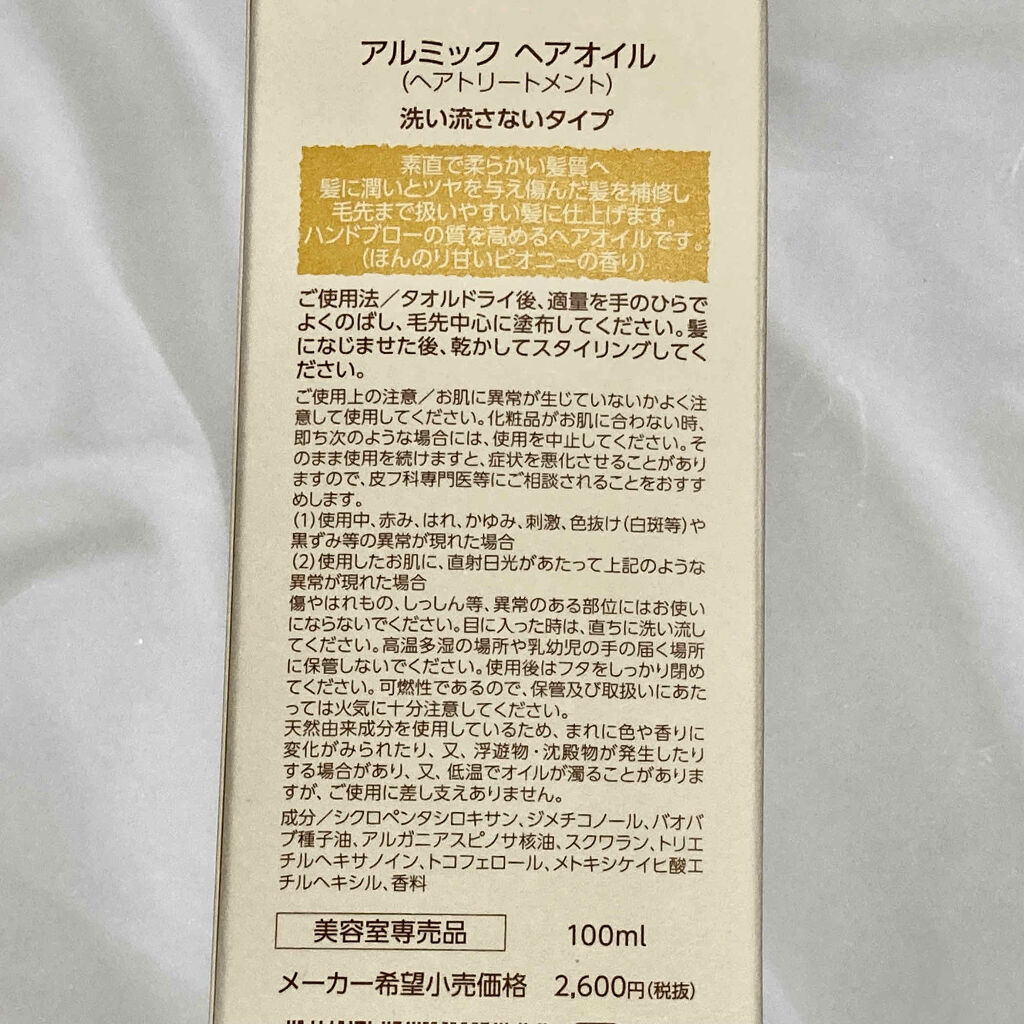 アルミック ヘアオイル
(ヘアトリートメント)
洗い流さないタイプ
素直で柔らかい髪質へ
髪に潤いとツヤを与え傷んだ髪を補修し
毛先まで扱いやすい髪に仕上げます。
ハンドブローの質を高めるヘアオイルです。
(ほんのり甘いピオニーの香り)
ご使用法/タオルドライ後、適量を手のひらで
よくのばし、毛先中心に塗布してください。髪
になじませた後、乾かしてスタイリングしてく
ださい。
ご使用上の注意/お肌に異常が生じていないかよく注
意して使用してください。化粧品がお肌に合わない時、
即ち次のような場合には、使用を中止してください。そ
のまま使用を続けますと、症状を悪化させることがあり
ますので、皮フ科専門医等にご相談されることをおすす
めします。
(1)使用中、赤み、はれ、かゆみ、刺激、色抜け(白斑等)や
黒ずみ等の異常が現れた場合
(2)使用したお肌に、直射日光があたって上記のような
異常が現れた場合
傷やはれもの、しっしん等、異常のある部位にはお使い
にならないでください。目に入った時は、直ちに洗い流し
てください。高温多湿の場所や乳幼児の手の届く場所
に保管しないでください。使用後はフタをしっかり閉め
てください。可燃性であるので、保管及び取扱いにあた
っては火気に十分注意してください。
天然由来成分を使用しているため、まれに色や香りに
変化がみられたり、又、浮遊物・沈殿物が発生したり
する場合があり、又、低温でオイルが濁ることがありま
すが、ご使用に差し支えありません。
成分/シクロペンタシロキサン、ジメチコノール、バオバ
ブ種子油、アルガニアスピノサ核油、スクワラン、トリエ
チルヘキサノイン、トコフェロール、メトキシケイヒ酸エ
チルヘキシル、香料
美容室専売品 100ml
メーカー希望小売価格 2,600円(税抜)